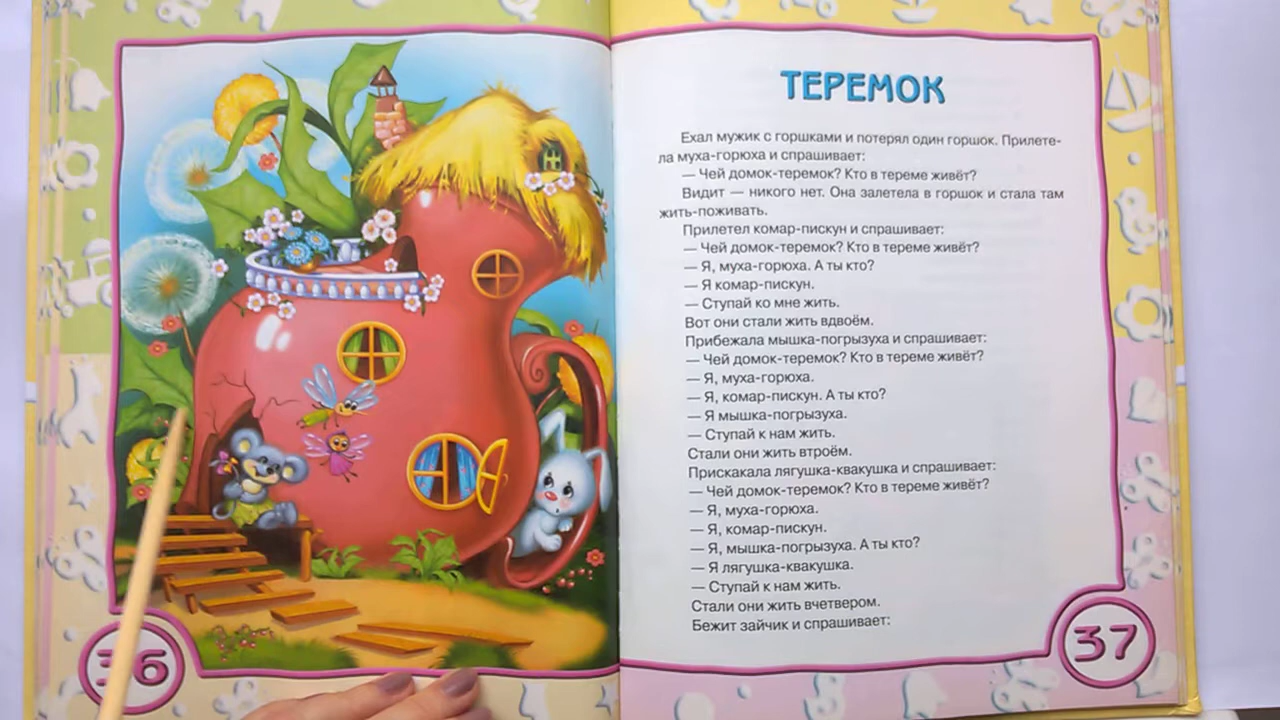 ТЕРЕМОК
Ехал мужик с горшками и потерял один горшок. Прилете-
ла муха-горюха и спрашивает:
— Чей домок-теремок? Кто в тереме живёт?
Видит — никого нет. Она залетела в горшок и стала там
жить-поживать.
Прилетел комар-пискун и спрашивает:
— Чей домок-теремок? Кто в тереме живёт?
— Я, муха-горюха. А ты кто?
— Я комар-пискун.
— Ступай ко мне жить.
Вот они стали жить вдвоём.
Прибежала мышка-погрызуха и спрашивает:
— Чей домок-теремок? Кто в тереме живёт?
— Я, муха-горюха.
— Я, комар-пискун. А ты кто?
— Я мышка-погрызуха.
— Ступай к нам жить.
Стали они жить втроём.
Прискакала лягушка-квакушка и спрашивает:
— Чей домок-теремок? Кто в тереме живёт?
— Я, муха-горюха.
— Я, комар-пискун.
— Я, мышка-погрызуха. А ты кто?
— Я лягушка-квакушка.
— Ступай к нам жить.
Стали они жить вчетвером.
Бежит зайчик и спрашивает:
36
37